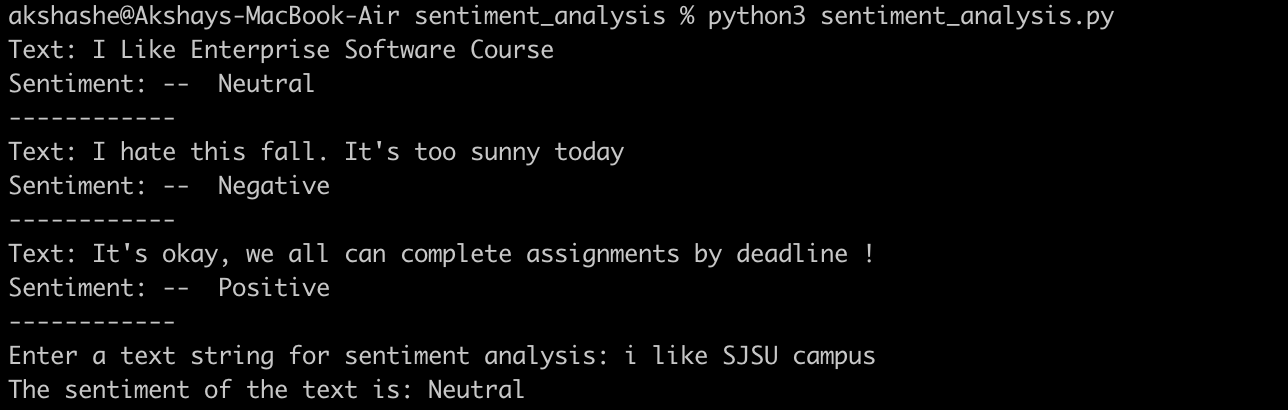 akshashe@Akshays-MacBook-Air sentiment_analysis % python3 sentiment_analysis.py
Text: I Like Enterprise Software Course
Sentiment: --  Neutral
------------
Text: I hate this fall. It's too sunny today
Sentiment: --  Negative
------------
Text: It's okay, we all can complete assignments by deadline !
Sentiment: --  Positive
------------
Enter a text string for sentiment analysis: i like SJSU campus
The sentiment of the text is: Neutral